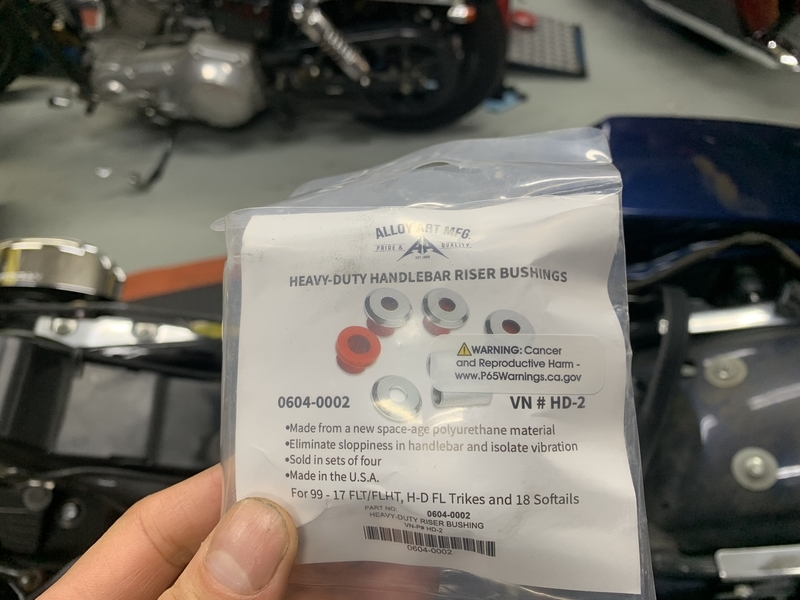 ALLOY ART MFG.
PRIDE & QUALITY
HEAVY-DUTY HANDLEBAR RISER BUSHINGS
WARNING: Cancer
and Reproductive Harm -
www.P65Warnings.ca.gov
0604-0002 VN # HD-2
•Made from a new space-age polyurethane material
•Eliminate sloppiness in handlebar and isolate vibration
•Sold in sets of four
•Made in the U.S.A.
For 99 - 17 FLT/FLHT, H-D FL Trikes and 18 Softails
PART NO: 0604-0002
HEAVY-DUTY RISER BUSHING
VN-P# HD-2
0604-0002